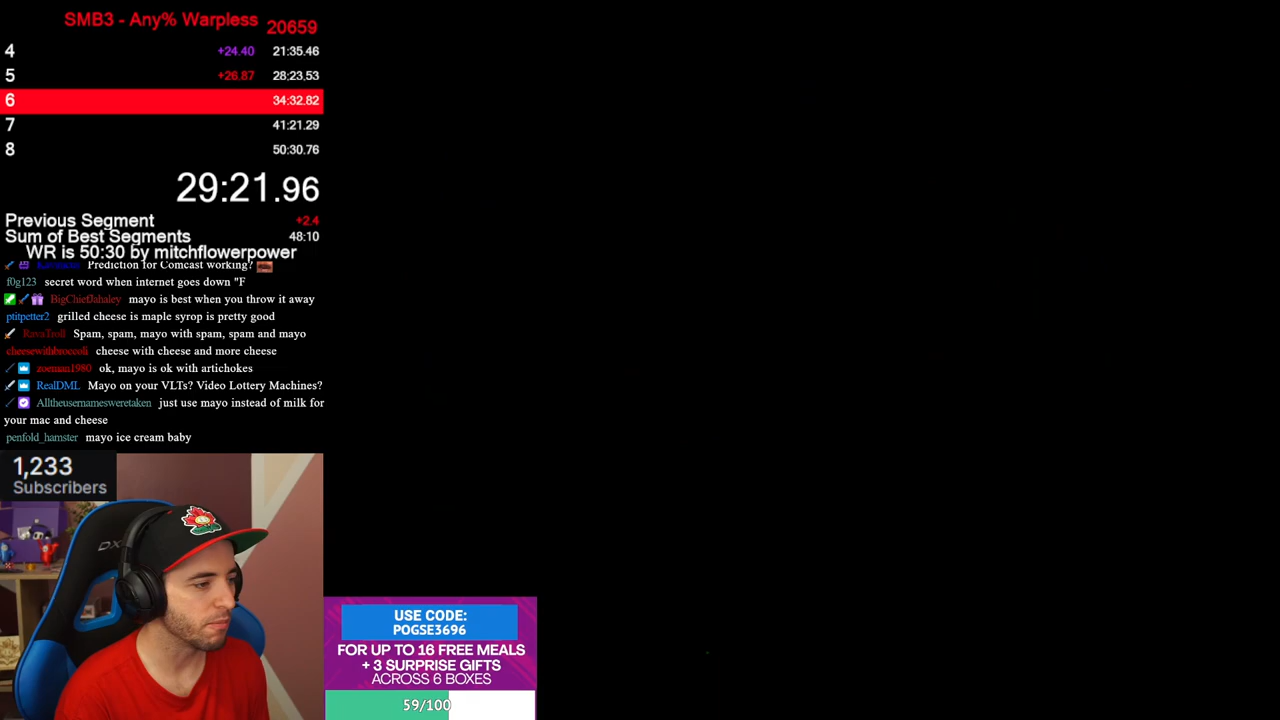 SMB3 - Any% Warpless 20659
4 +24.40 21:35.46
5 +26.87 28:23.53
6 34:32.82
7 41:21.29
8 50:30.76
29:21.96
Previous Segment +2.4
Sum of Best Segments 48:10
WR is 50:30 by mitchflowerpower
Prediction for Comcast working?
f0g123 secret word when internet goes down "F
BigChiefJahaley mayo is best when you throw it away
ptitpetter2 grilled cheese is maple syrop is pretty good
RavaTroll Spam, spam, mayo with spam, spam and mayo
cheesewithbroccoli cheese with cheese and more cheese
zoeman1980 ok, mayo is ok with artichokes
RealDML Mayo on your VLTs? Video Lottery Machines?
Alltheusernamesweretaken just use mayo instead of milk for
your mac and cheese
penfold_hamster mayo ice cream baby
1,233
Subscribers
DX
USE CODE:
POGSE3696
FOR UP TO 16 FREE MEALS
+ 3 SURPRISE GIFTS
ACROSS 6 BOXES
59/100